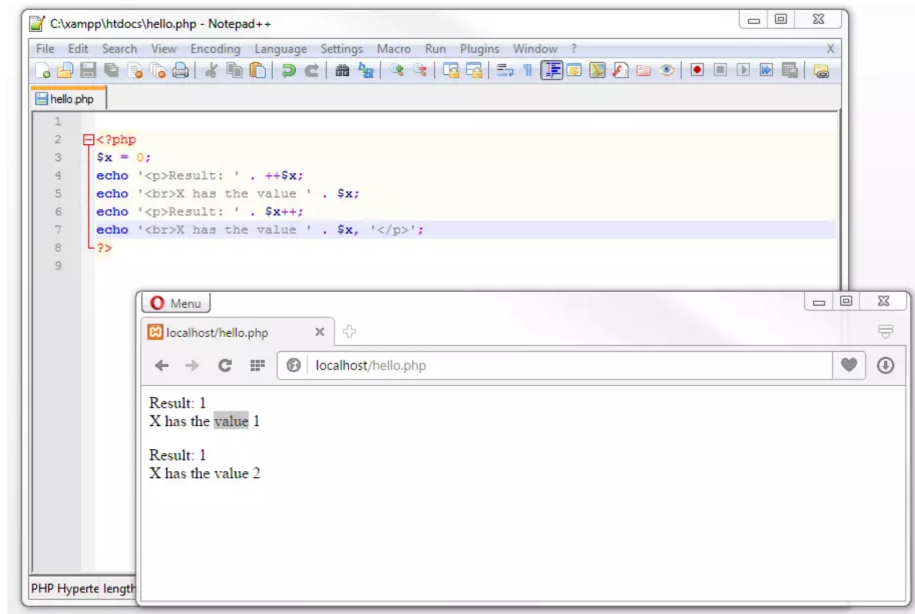 C:\xampp\htdocs\hello.php - Notepad++
File Edit Search View Encoding Language Settings Macro Run Plugins Window ? X
hello.php
1
2 <?php
3 $x = 0;
4 echo '<p>Result: ' . ++$x;
5 echo '<br>X has the value ' . $x;
6 echo '<p>Result: ' . $x++;
7 echo '<br>X has the value ' . $x, '</p>';
8 ?>
9
Menu
localhost/hello.php
localhost/hello.php
Result: 1
X has the value 1
Result: 1
X has the value 2
PHP Hyperte length